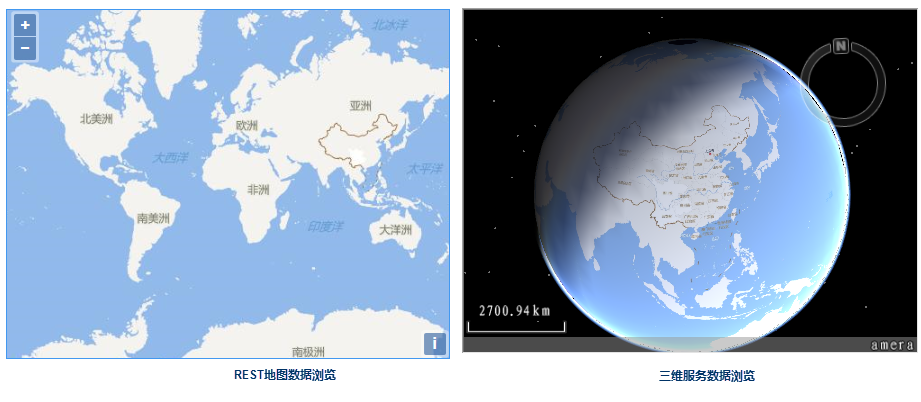 +
−
北冰洋
亚洲
北美洲
欧洲
大西洋
太平洋
非洲
南美洲
印度洋
大洋洲
南极洲
i
REST地图数据浏览
N
2700.94km
amera
三维服务数据浏览